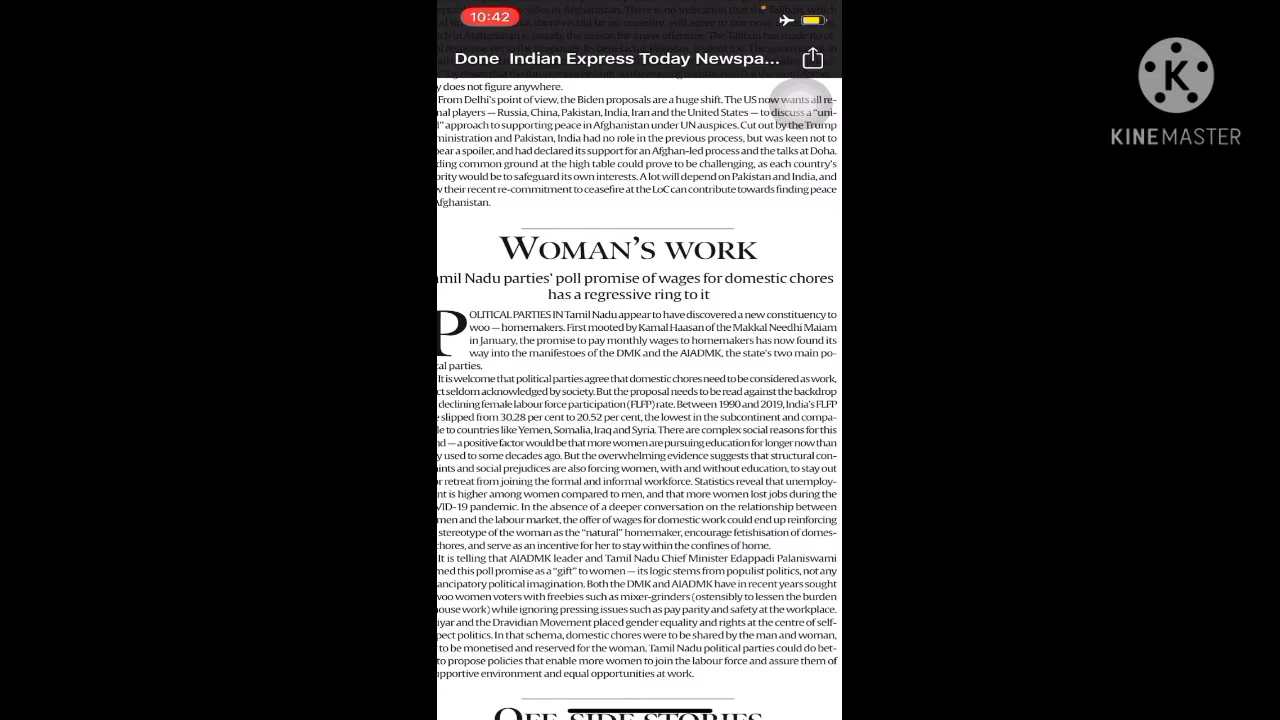 10:42
Done Indian Express Today Newspa...
KINEMASTER
y does not figure anywhere.
From Delhi's point of view, the Biden proposals are a huge shift. The US now wants all re-
nal players — Russia, China, Pakistan, India, Iran and the United States — to discuss a "uni-
" approach to supporting peace in Afghanistan under UN auspices. Cut out by the Trump
ministration and Pakistan, India had no role in the previous process, but was keen not to
ear a spoiler, and had declared its support for an Afghan-led process and the talks at Doha.
ding common ground at the high table could prove to be challenging, as each country's
ority would be to safeguard its own interests. A lot will depend on Pakistan and India, and
w their recent re-commitment to ceasefire at the LoC can contribute towards finding peace
Afghanistan.
WOMAN'S WORK
amil Nadu parties' poll promise of wages for domestic chores
has a regressive ring to it
POLITICAL PARTIES IN Tamil Nadu appear to have discovered a new constituency to
woo — homemakers. First mooted by Kamal Haasan of the Makkal Needhi Maiam
in January, the promise to pay monthly wages to homemakers has now found its
way into the manifestoes of the DMK and the AIADMK, the state's two main po-
cal parties.
It is welcome that political parties agree that domestic chores need to be considered as work,
ct seldom acknowledged by society. But the proposal needs to be read against the backdrop
declining female labour force participation (FLFP) rate. Between 1990 and 2019, India's FLFP
e slipped from 30.28 per cent to 20.52 per cent, the lowest in the subcontinent and compa-
le to countries like Yemen, Somalia, Iraq and Syria. There are complex social reasons for this
nd — a positive factor would be that more women are pursuing education for longer now than
y used to some decades ago. But the overwhelming evidence suggests that structural con-
ints and social prejudices are also forcing women, with and without education, to stay out
or retreat from joining the formal and informal workforce. Statistics reveal that unemploy-
nt is higher among women compared to men, and that more women lost jobs during the
VID-19 pandemic. In the absence of a deeper conversation on the relationship between
men and the labour market, the offer of wages for domestic work could end up reinforcing
stereotype of the woman as the "natural" homemaker, encourage fetishisation of domes-
chores, and serve as an incentive for her to stay within the confines of home.
It is telling that AIADMK leader and Tamil Nadu Chief Minister Edappadi Palaniswami
med this poll promise as a "gift" to women — its logic stems from populist politics, not any
ancipatory political imagination. Both the DMK and AIADMK have in recent years sought
woo women voters with freebies such as mixer-grinders (ostensibly to lessen the burden
ouse work) while ignoring pressing issues such as pay parity and safety at the workplace.
iyar and the Dravidian Movement placed gender equality and rights at the centre of self-
pect politics. In that schema, domestic chores were to be shared by the man and woman,
to be monetised and reserved for the woman. Tamil Nadu political parties could do bet-
to propose policies that enable more women to join the labour force and assure them of
upportive environment and equal opportunities at work.
OFF-SIDE STORIES